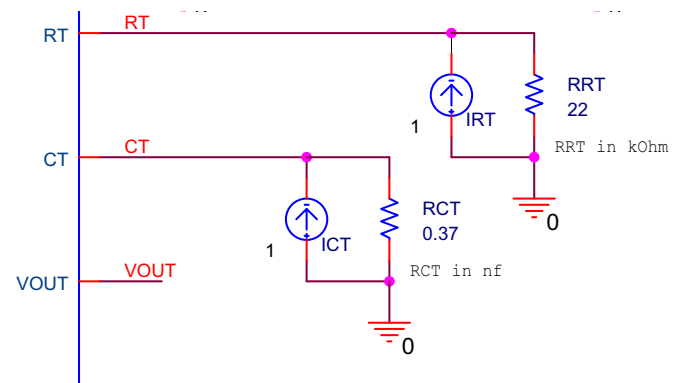 RT
RT
RRT
22
1
IRT
RRT in kOhm
CT
CT
0
RCT
0.37
1
ICT
RCT in nf
VOUT
VOUT
0